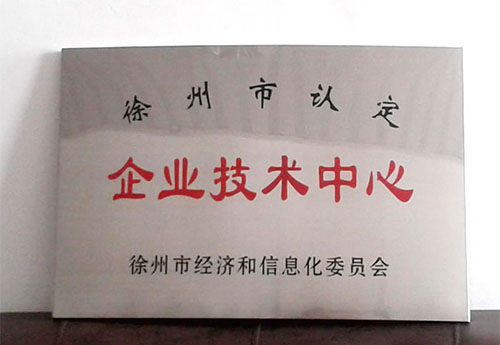 徐州市认定
企业技术中心
徐州市经济和信息化委员会